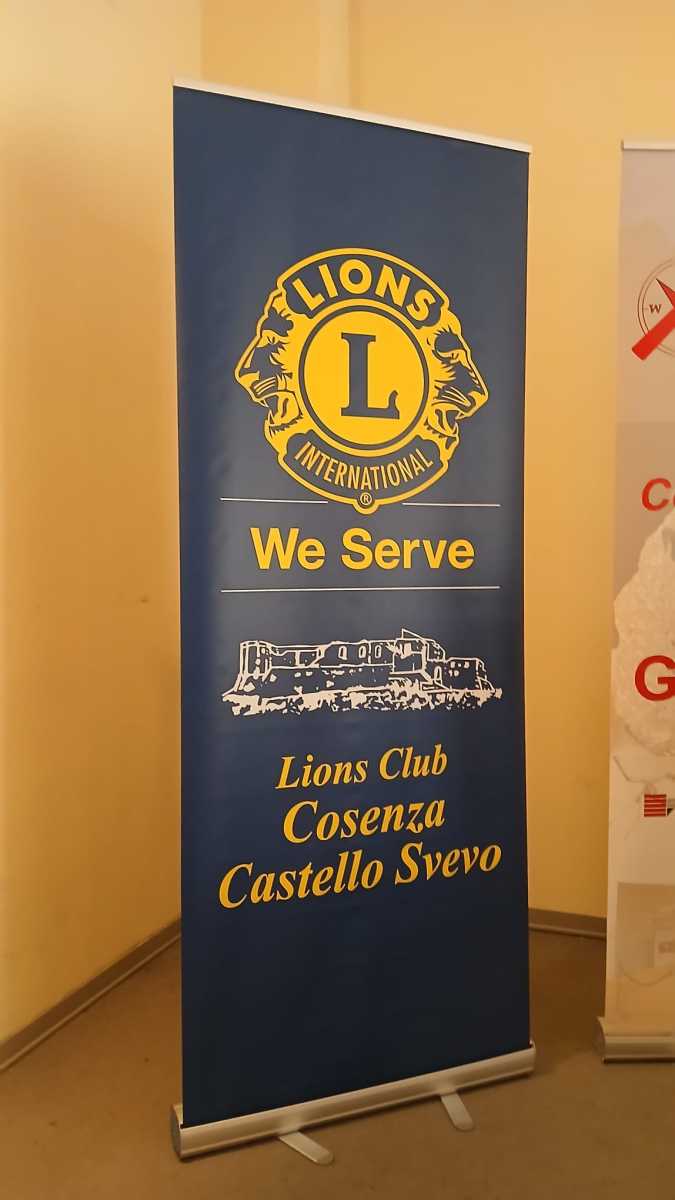 LIONS
L
INTERNATIONAL
®
We Serve
Lions Club
Cosenza
Castello Svevo
W